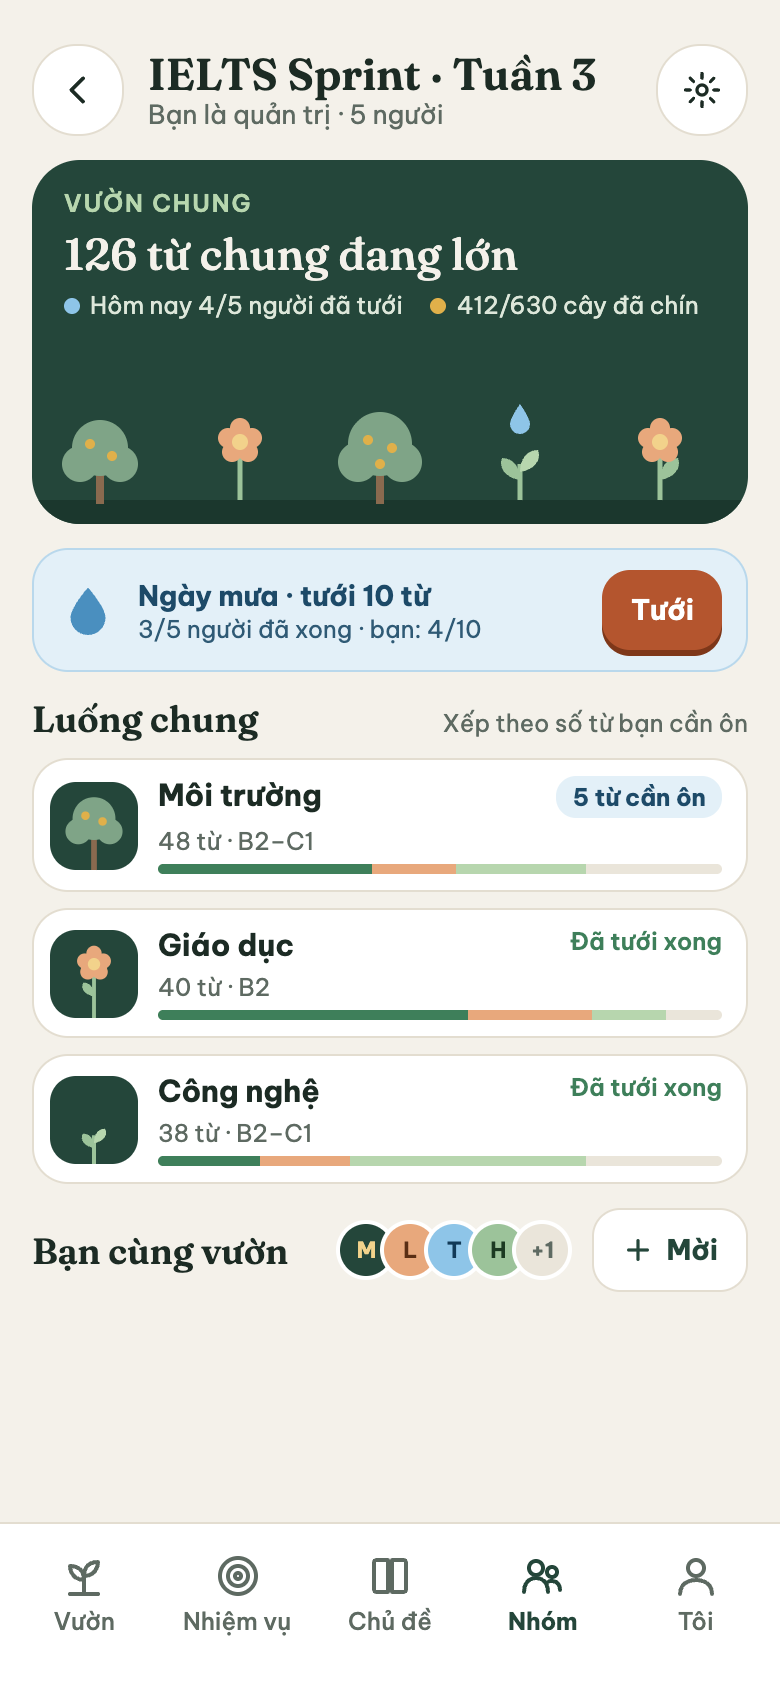 IELTS Sprint · Tuần 3
Bạn là quản trị · 5 người
VƯỜN CHUNG
126 từ chung đang lớn
Hôm nay 4/5 người đã tưới
412/630 cây đã chín
Ngày mưa · tưới 10 từ
3/5 người đã xong · bạn: 4/10
Tưới
Luống chung
Xếp theo số từ bạn cần ôn
Môi trường
5 từ cần ôn
48 từ · B2–C1
Giáo dục
Đã tưới xong
40 từ · B2
Công nghệ
Đã tưới xong
38 từ · B2–C1
Bạn cùng vườn
M L T H +1
Mời
Vườn
Nhiệm vụ
Chủ đề
Nhóm
Tôi